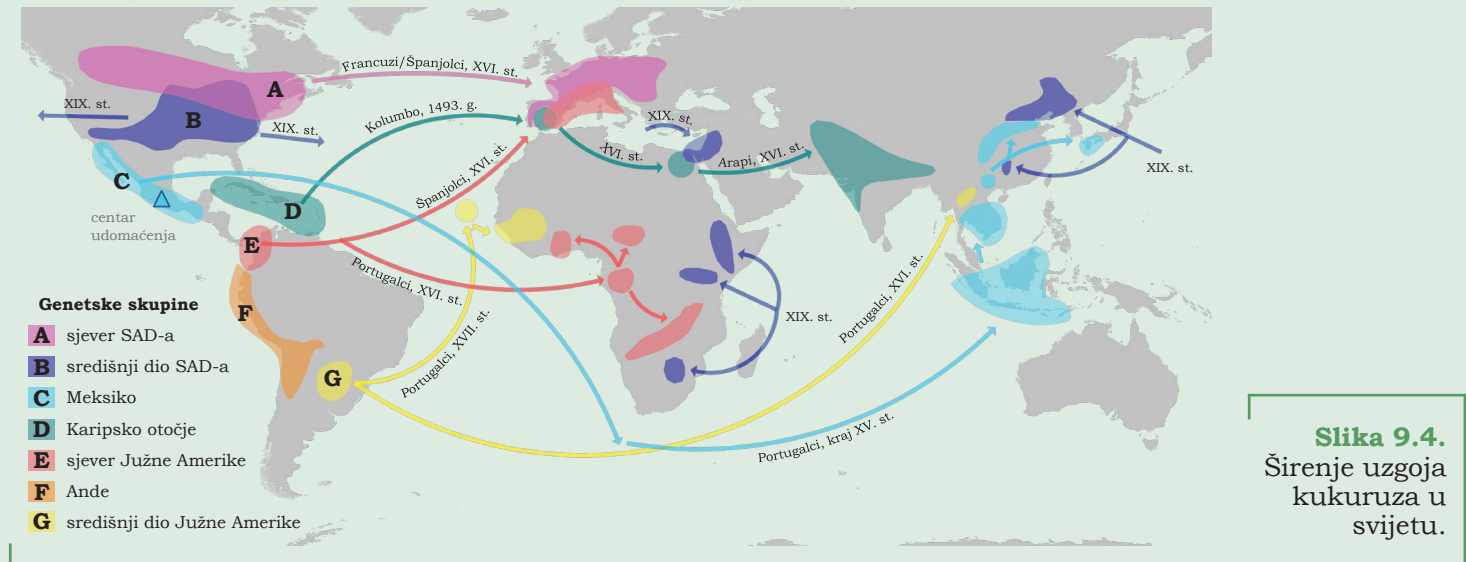 Francuzi/Španjolci, XVI. st.
A
XIX. st.
B
XIX. st.
Kolumbo, 1493. g.
XIX. st.
XVI. st.
Arapi, XVI. st.
XIX. st.
C
centar
udomaćenja
D
Španjolci, XVI. st.
E
Portugalci, XVI. st.
F
Portugalci, XVII. st.
G
XIX. st.
Portugalci, XVI. st.
Portugalci, kraj XV. st.
Genetske skupine
A sjever SAD-a
B središnji dio SAD-a
C Meksiko
D Karipsko otočje
E sjever Južne Amerike
F Ande
G središnji dio Južne Amerike
Slika 9.4.
Širenje uzgoja
kukuruza u
svijetu.